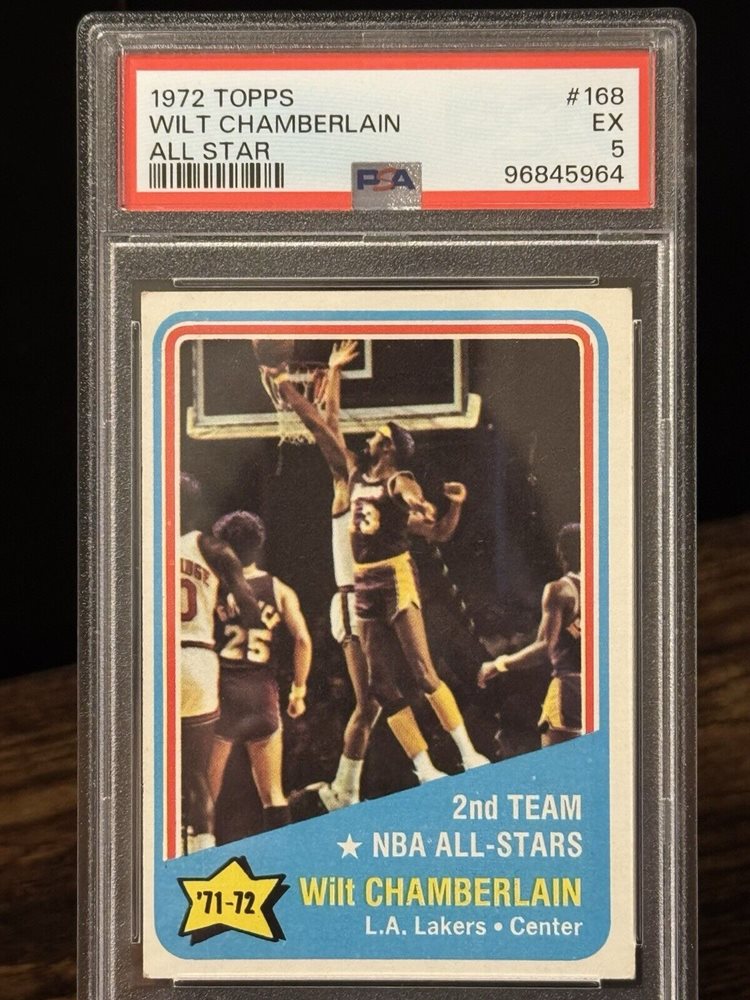 1972 TOPPS #168
WILT CHAMBERLAIN EX
ALL STAR 5
PSA 96845964
25
2nd TEAM
★ NBA ALL-STARS
'71-72
Wilt CHAMBERLAIN
L.A. Lakers • Center